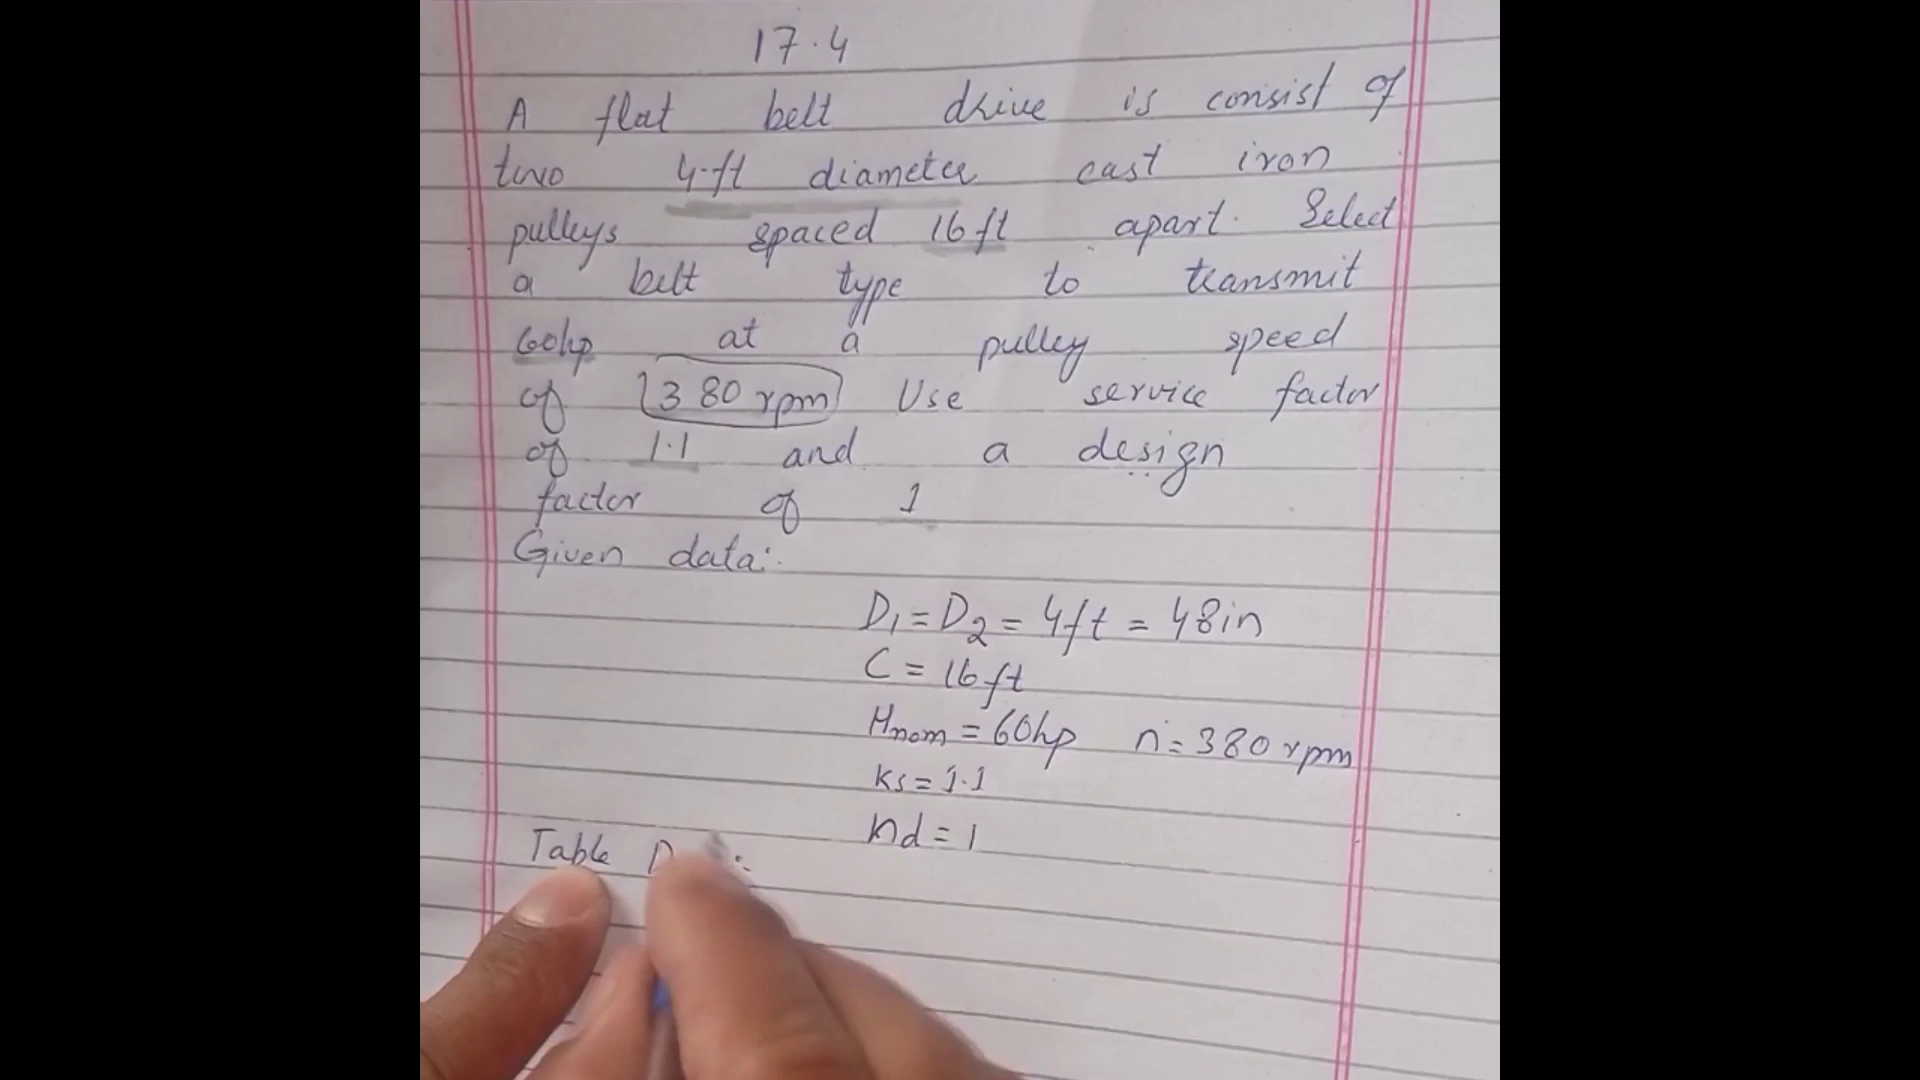 17.4
A flat belt drive is consist of
two 4-ft diameter cast iron
pulleys spaced 16 ft apart. Select
a belt type to transmit
60hp at a pulley speed
of 380 rpm Use service factor
of 1.1 and a design
factor of 1
Given data:
D1 = D2 = 4ft = 48in
C = 16ft
Hnom = 60hp n = 380 rpm
Ks = 1.1
nd = 1
Table